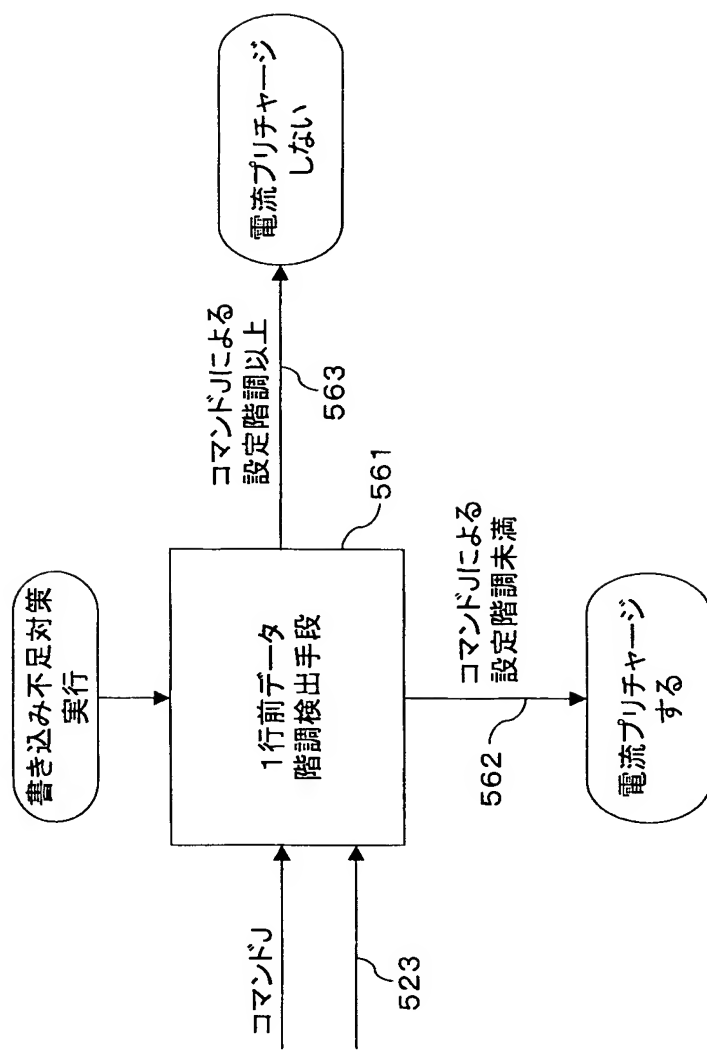 書き込み不足対策
実行
コマンドJ
523
1行前データ
階調検出手段
561
コマンドJによる
設定階調以上
563
電流プリチャージ
しない
コマンドJによる
設定階調未満
562
電流プリチャージ
する